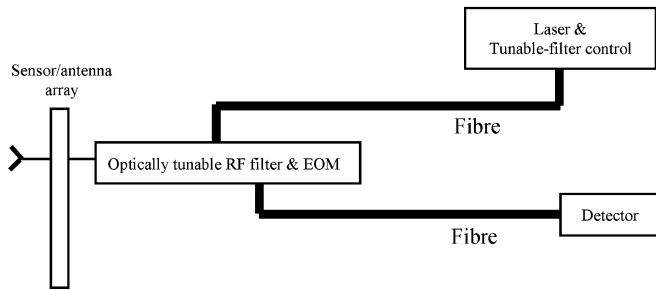 Laser &
Tunable-filter control
Sensor/antenna
array
Fibre
Optically tunable RF filter & EOM
Detector
Fibre